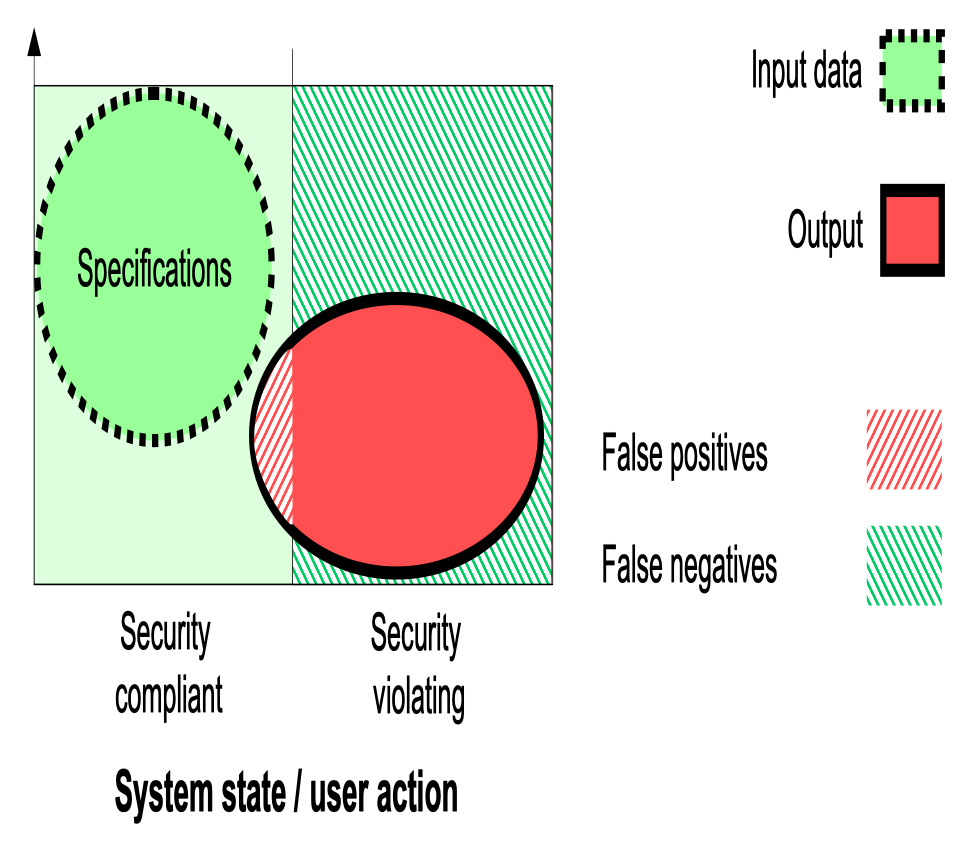 Input data
Output
Specifications
False positives
False negatives
Security
compliant
Security
violating
System state / user action